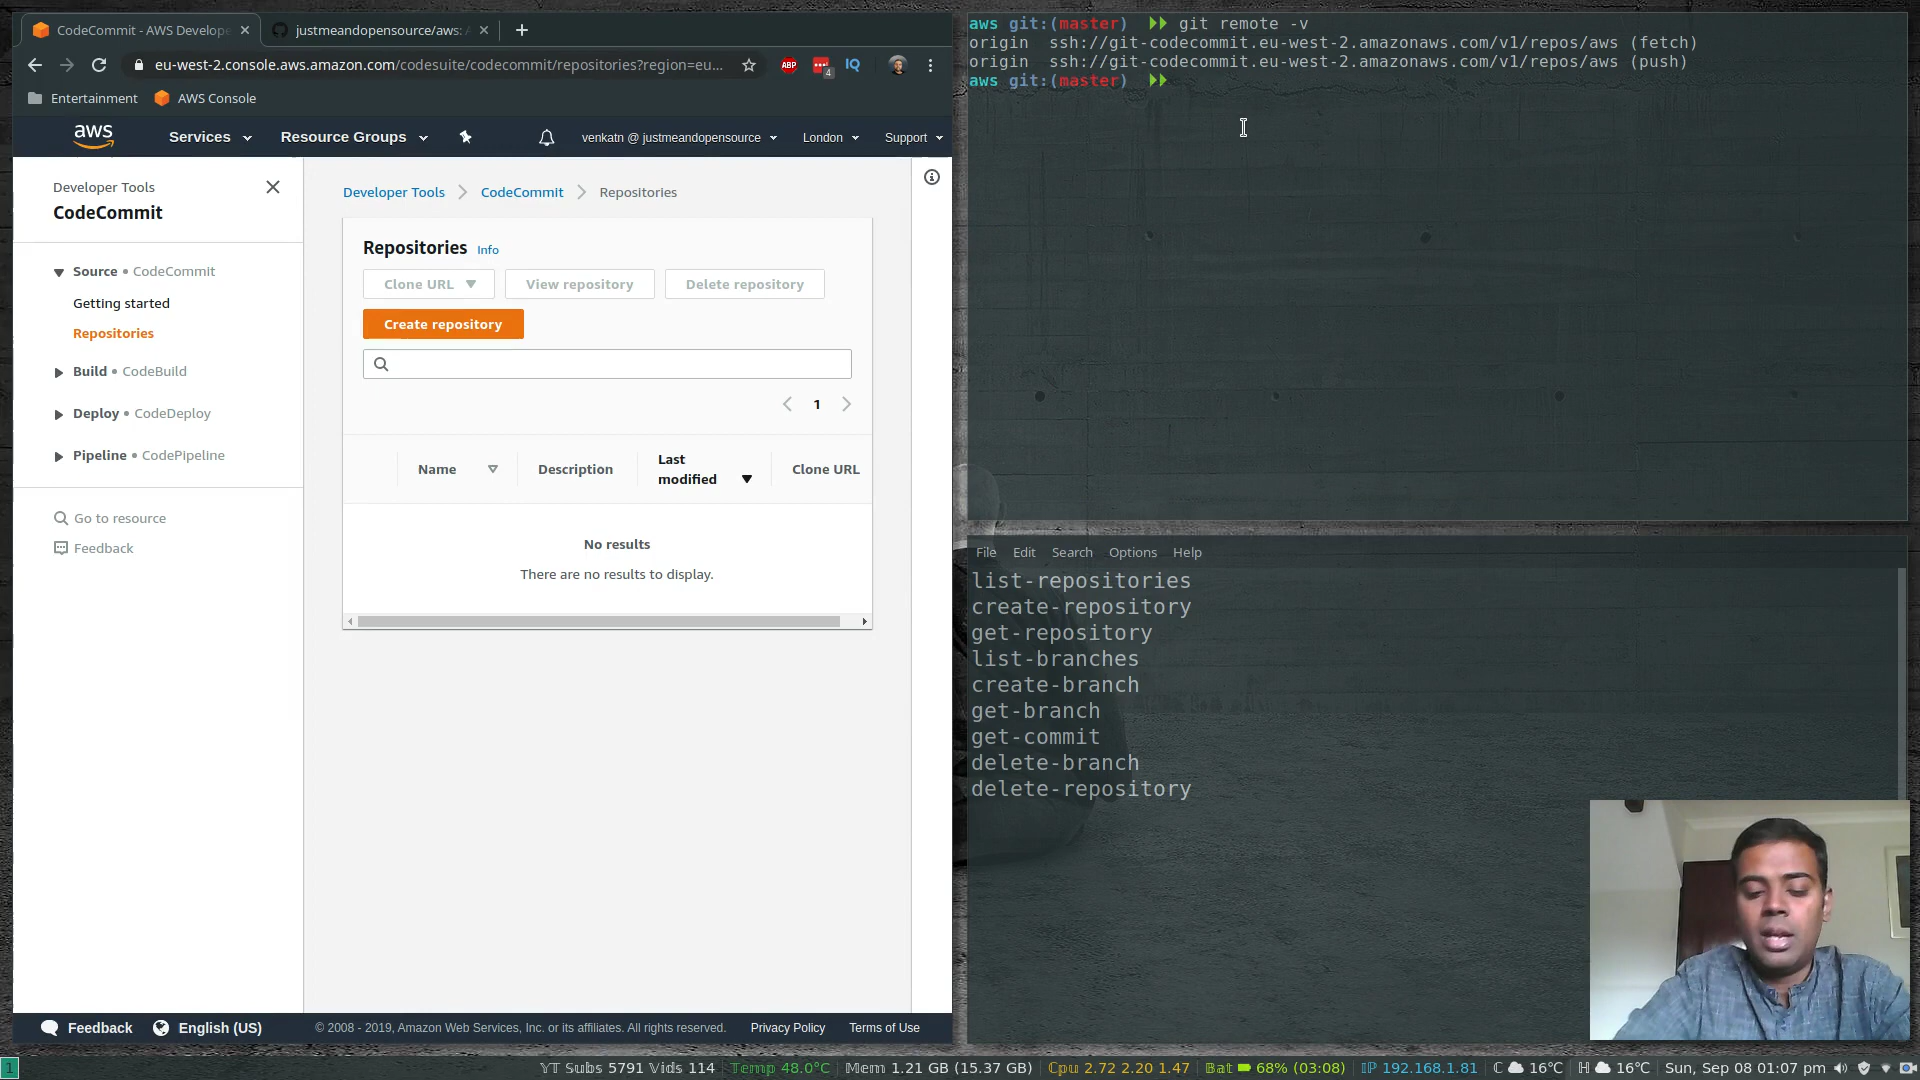 CodeCommit - AWS Develope
justmeandopensource/aws:
eu-west-2.console.aws.amazon.com/codesuite/codecommit/repositories?region=eu...
ABP
4
IQ
Entertainment
AWS Console
aws
Services
Resource Groups
venkatn @ justmeandopensource
London
Support
Developer Tools
CodeCommit
Source • CodeCommit
Getting started
Repositories
Build • CodeBuild
Deploy • CodeDeploy
Pipeline • CodePipeline
Go to resource
Feedback
Developer Tools
CodeCommit
Repositories
Repositories Info
Clone URL
View repository
Delete repository
Create repository
1
Name
Description
Last modified
Clone URL
No results
There are no results to display.
Feedback
English (US)
© 2008 - 2019, Amazon Web Services, Inc. or its affiliates. All rights reserved.
Privacy Policy
Terms of Use
aws git:(master) git remote -v
origin ssh://git-codecommit.eu-west-2.amazonaws.com/v1/repos/aws (fetch)
origin ssh://git-codecommit.eu-west-2.amazonaws.com/v1/repos/aws (push)
aws git:(master)
File Edit Search Options Help
list-repositories
create-repository
get-repository
list-branches
create-branch
get-branch
get-commit
delete-branch
delete-repository
1
YT Subs 5791 Vids 114 Temp 48.0°C Mem 1.21 GB (15.37 GB) Cpu 2.72 2.20 1.47 Bat 68% (03:08) IP 192.168.1.81 C 16°C H 16°C Sun, Sep 08 01:07 pm